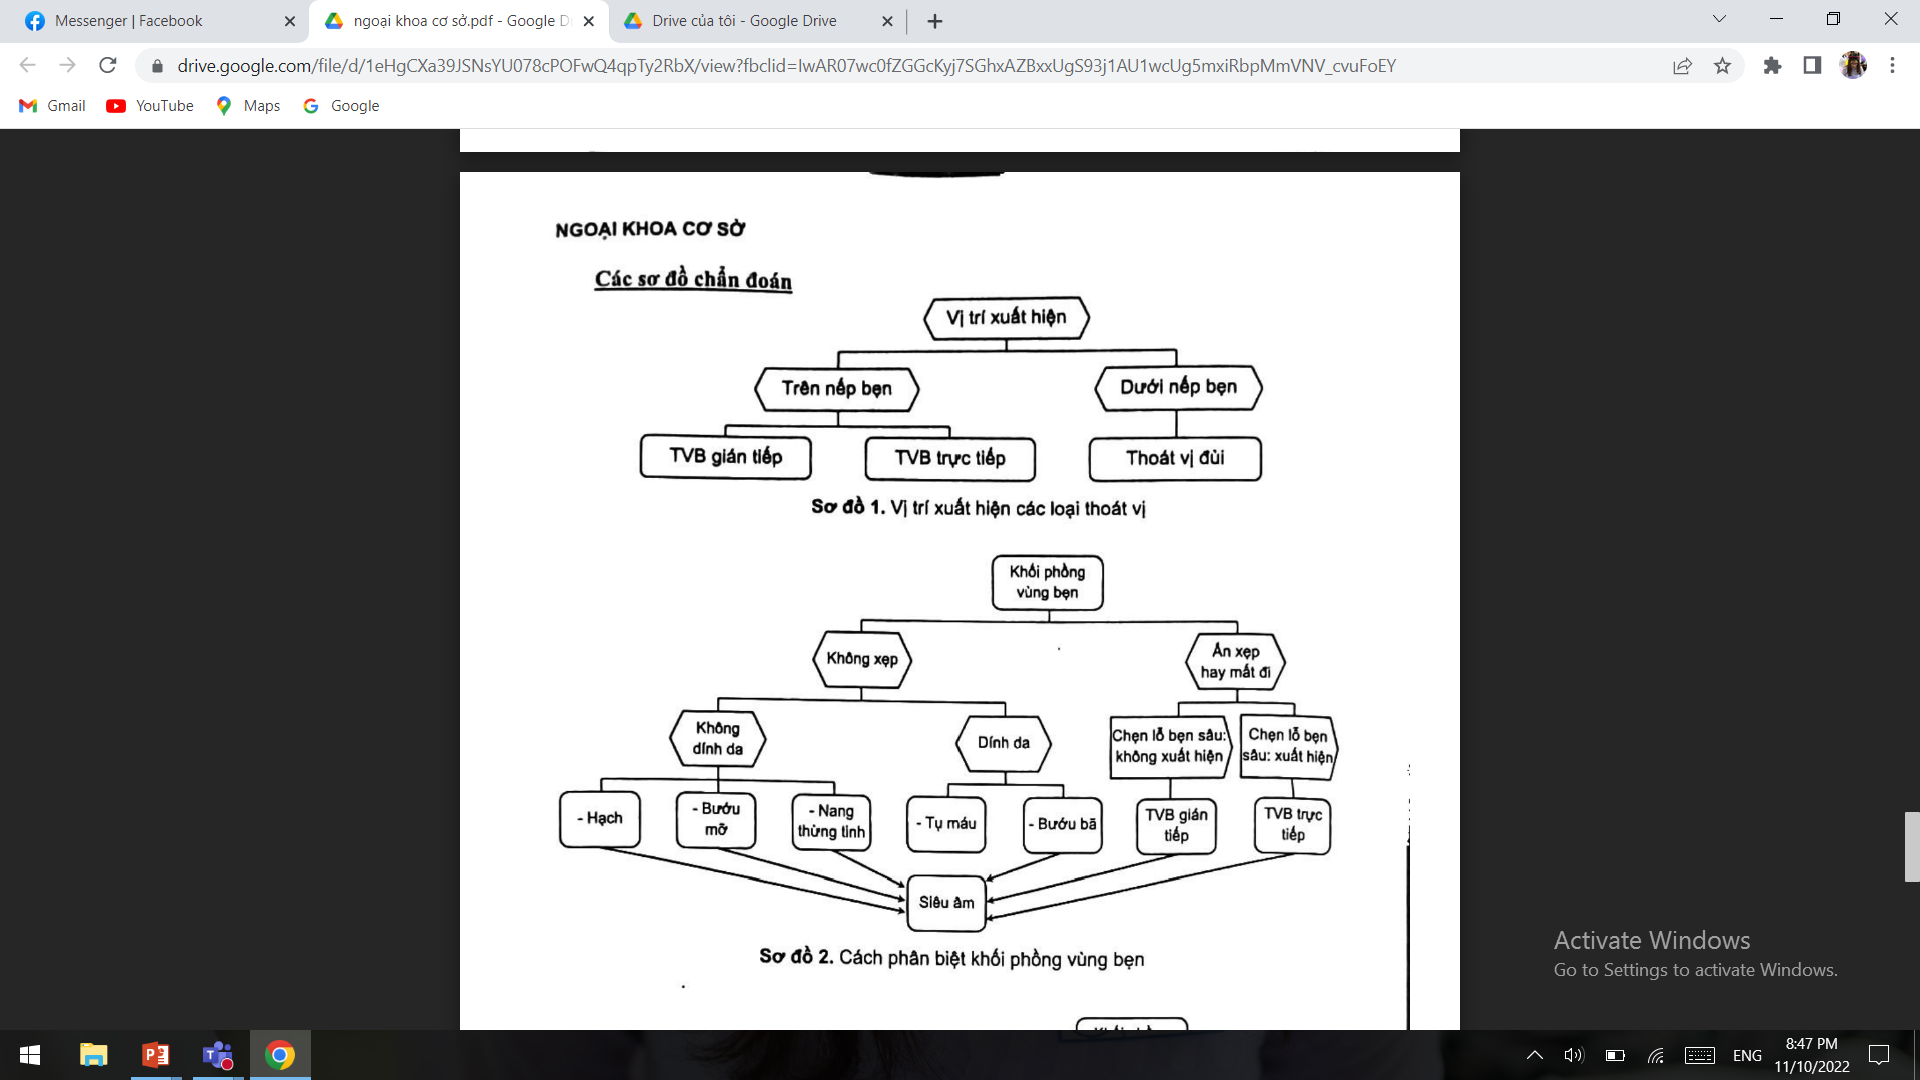 Messenger | Facebook
ngoại khoa cơ sở.pdf - Google D
Drive của tôi - Google Drive
drive.google.com/file/d/1eHgCXa39JSNsYU078cPOFwQ4qpTy2RbX/view?fbclid=IwAR07wc0fZGGcKyj7SGhxAZBxxUgS93j1AU1wcUg5mxiRbpMmVNV_cvuFoEY
Gmail
YouTube
Maps
Google
NGOẠI KHOA CƠ SỞ
Các sơ đồ chẩn đoán
Vị trí xuất hiện
Trên nếp bẹn
Dưới nếp bẹn
TVB gián tiếp
TVB trực tiếp
Thoát vị đùi
Sơ đồ 1. Vị trí xuất hiện các loại thoát vị
Khối phồng
vùng bẹn
Không xẹp
Ấn xẹp
hay mất đi
Không
dính da
Dính da
Chẹn lỗ bẹn sâu:
không xuất hiện
Chẹn lỗ bẹn
sâu: xuất hiện
- Hạch
- Bướu
mỡ
- Nang
thừng tinh
- Tụ máu
- Bướu bã
TVB gián
tiếp
TVB trực
tiếp
Siêu âm
Sơ đồ 2. Cách phân biệt khối phồng vùng bẹn
Activate Windows
Go to Settings to activate Windows.
ENG
8:47 PM
11/10/2022